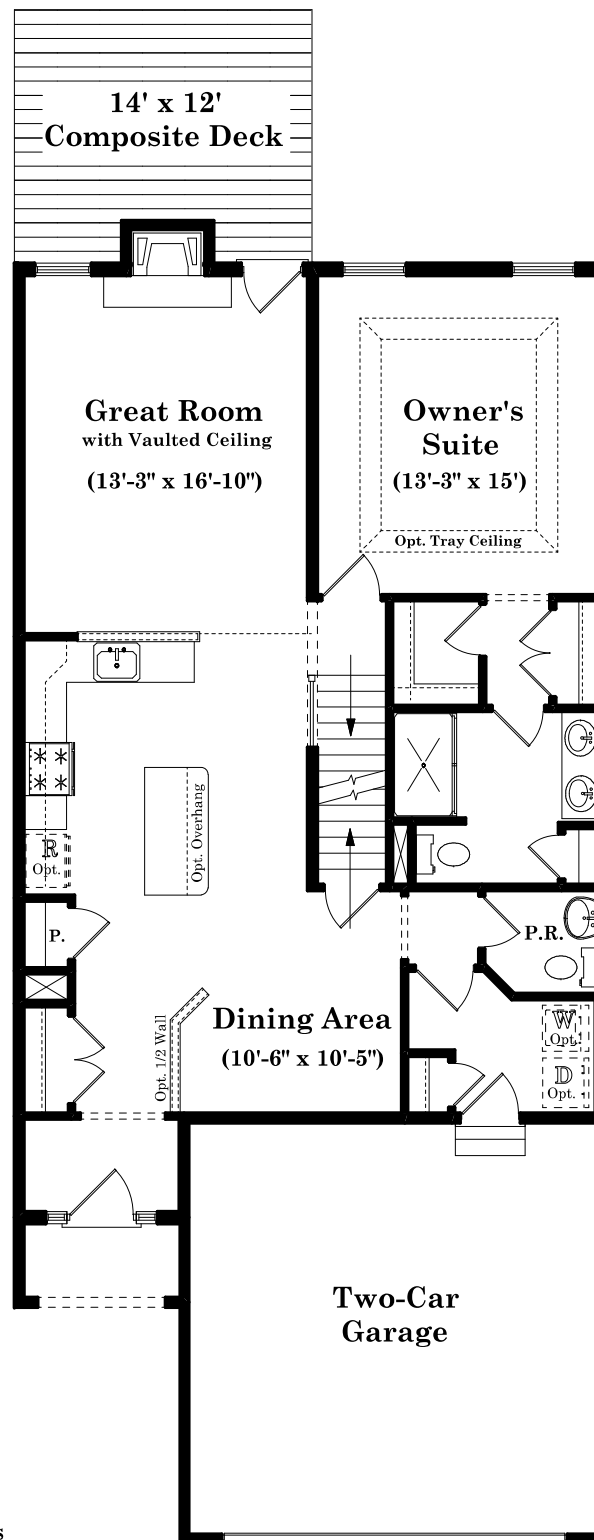 14' x 12'
Composite Deck
Great Room
with Vaulted Ceiling
(13'-3" x 16'-10")
Owner's
Suite
(13'-3" x 15')
Opt. Tray Ceiling
Opt. Overhang
R
Opt.
P.
P.R.
Dining Area
(10'-6" x 10'-5")
Opt. 1/2 Wall
W
Opt.
D
Opt.
Two-Car
Garage